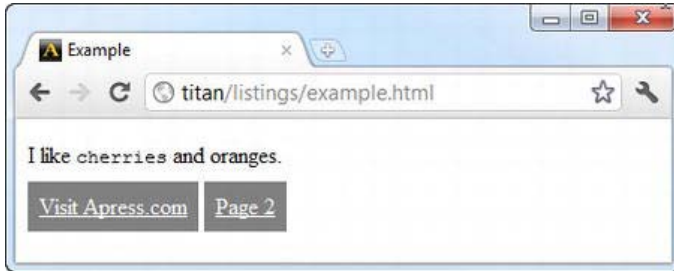 Example
titan/listings/example.html
I like cherries and oranges.
Visit Apress.com Page 2